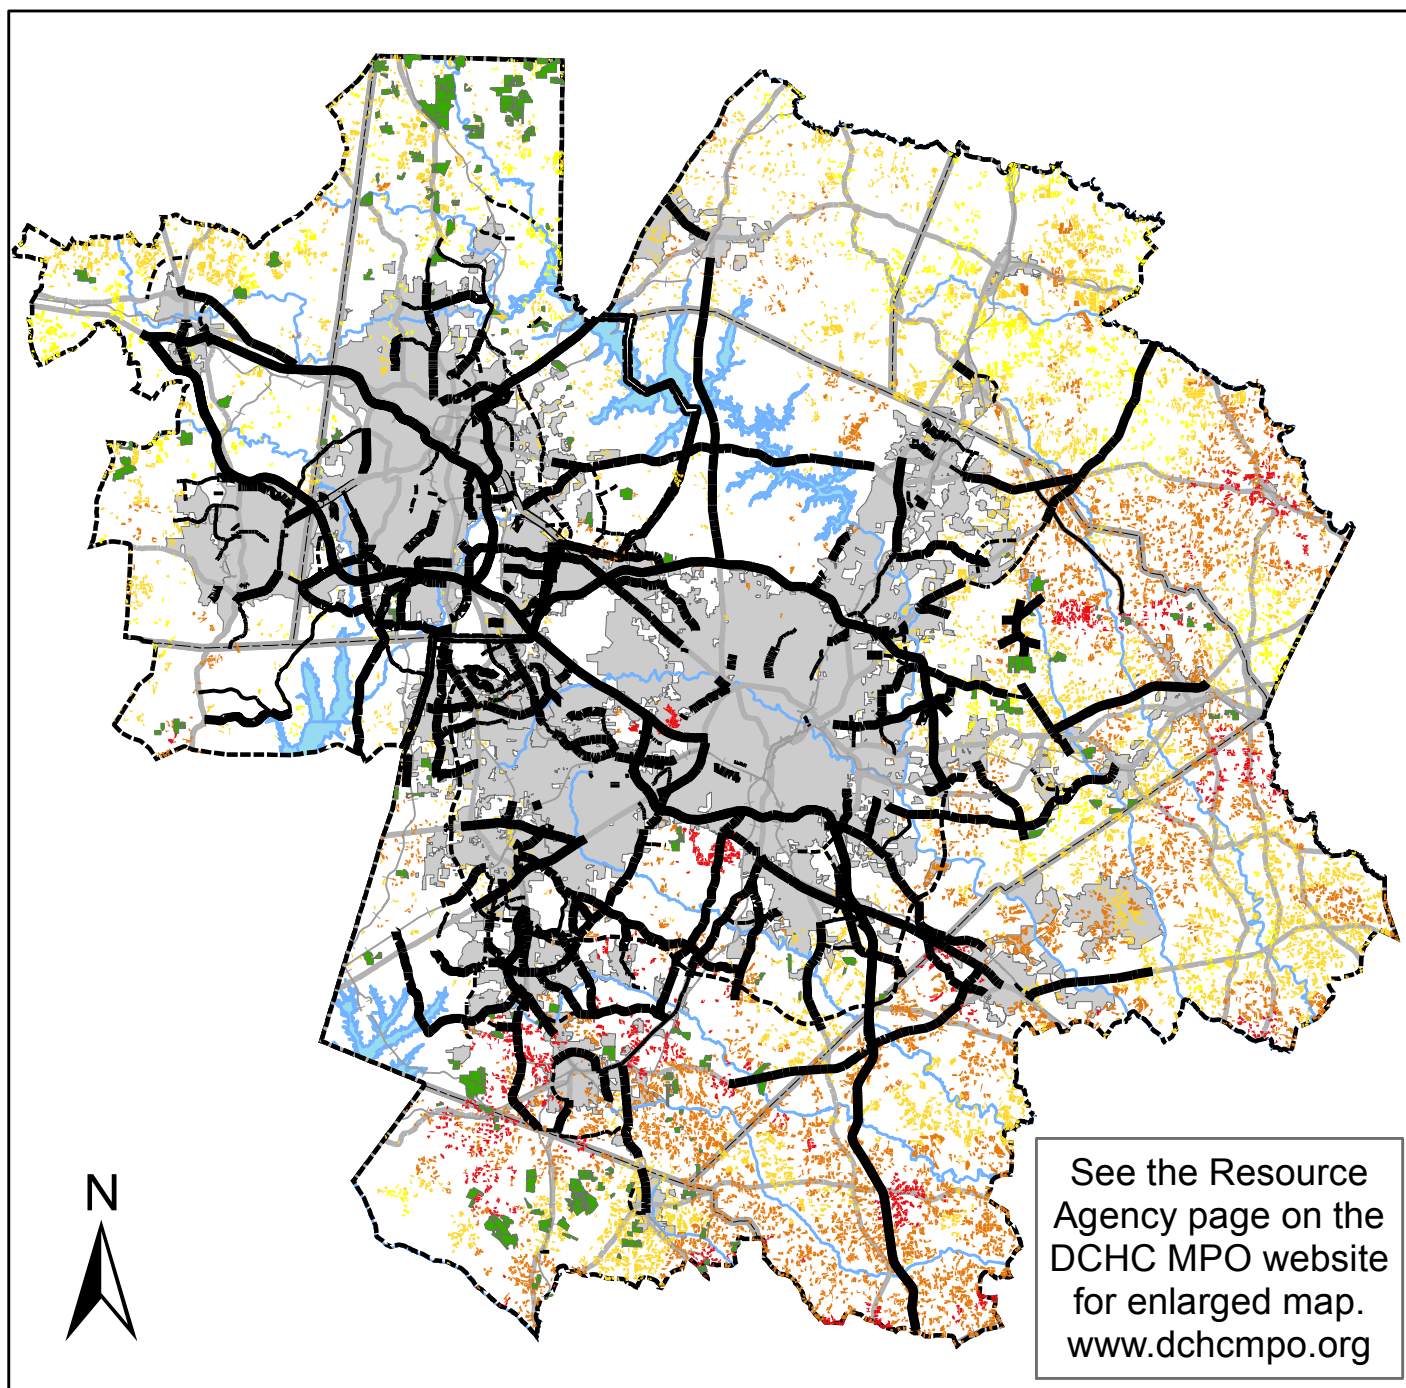 N
See the Resource
Agency page on the
DCHC MPO website
for enlarged map.
www.dchcmpo.org